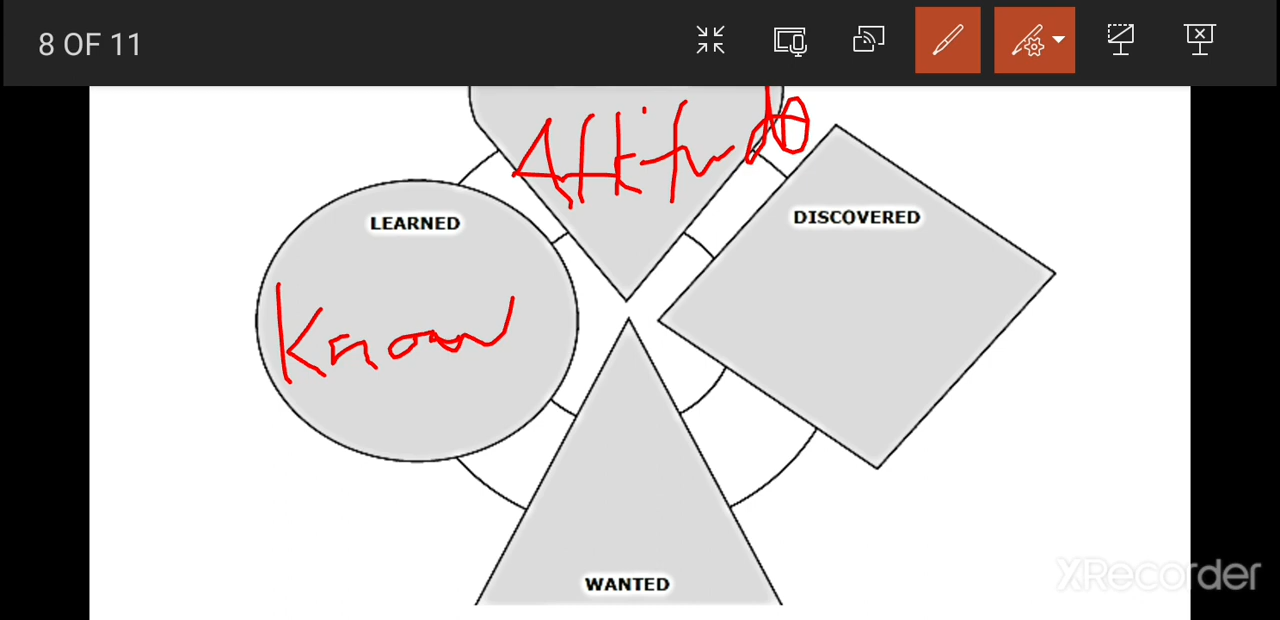 8 OF 11
Attitude
LEARNED
DISCOVERED
Know
WANTED
XRecorder